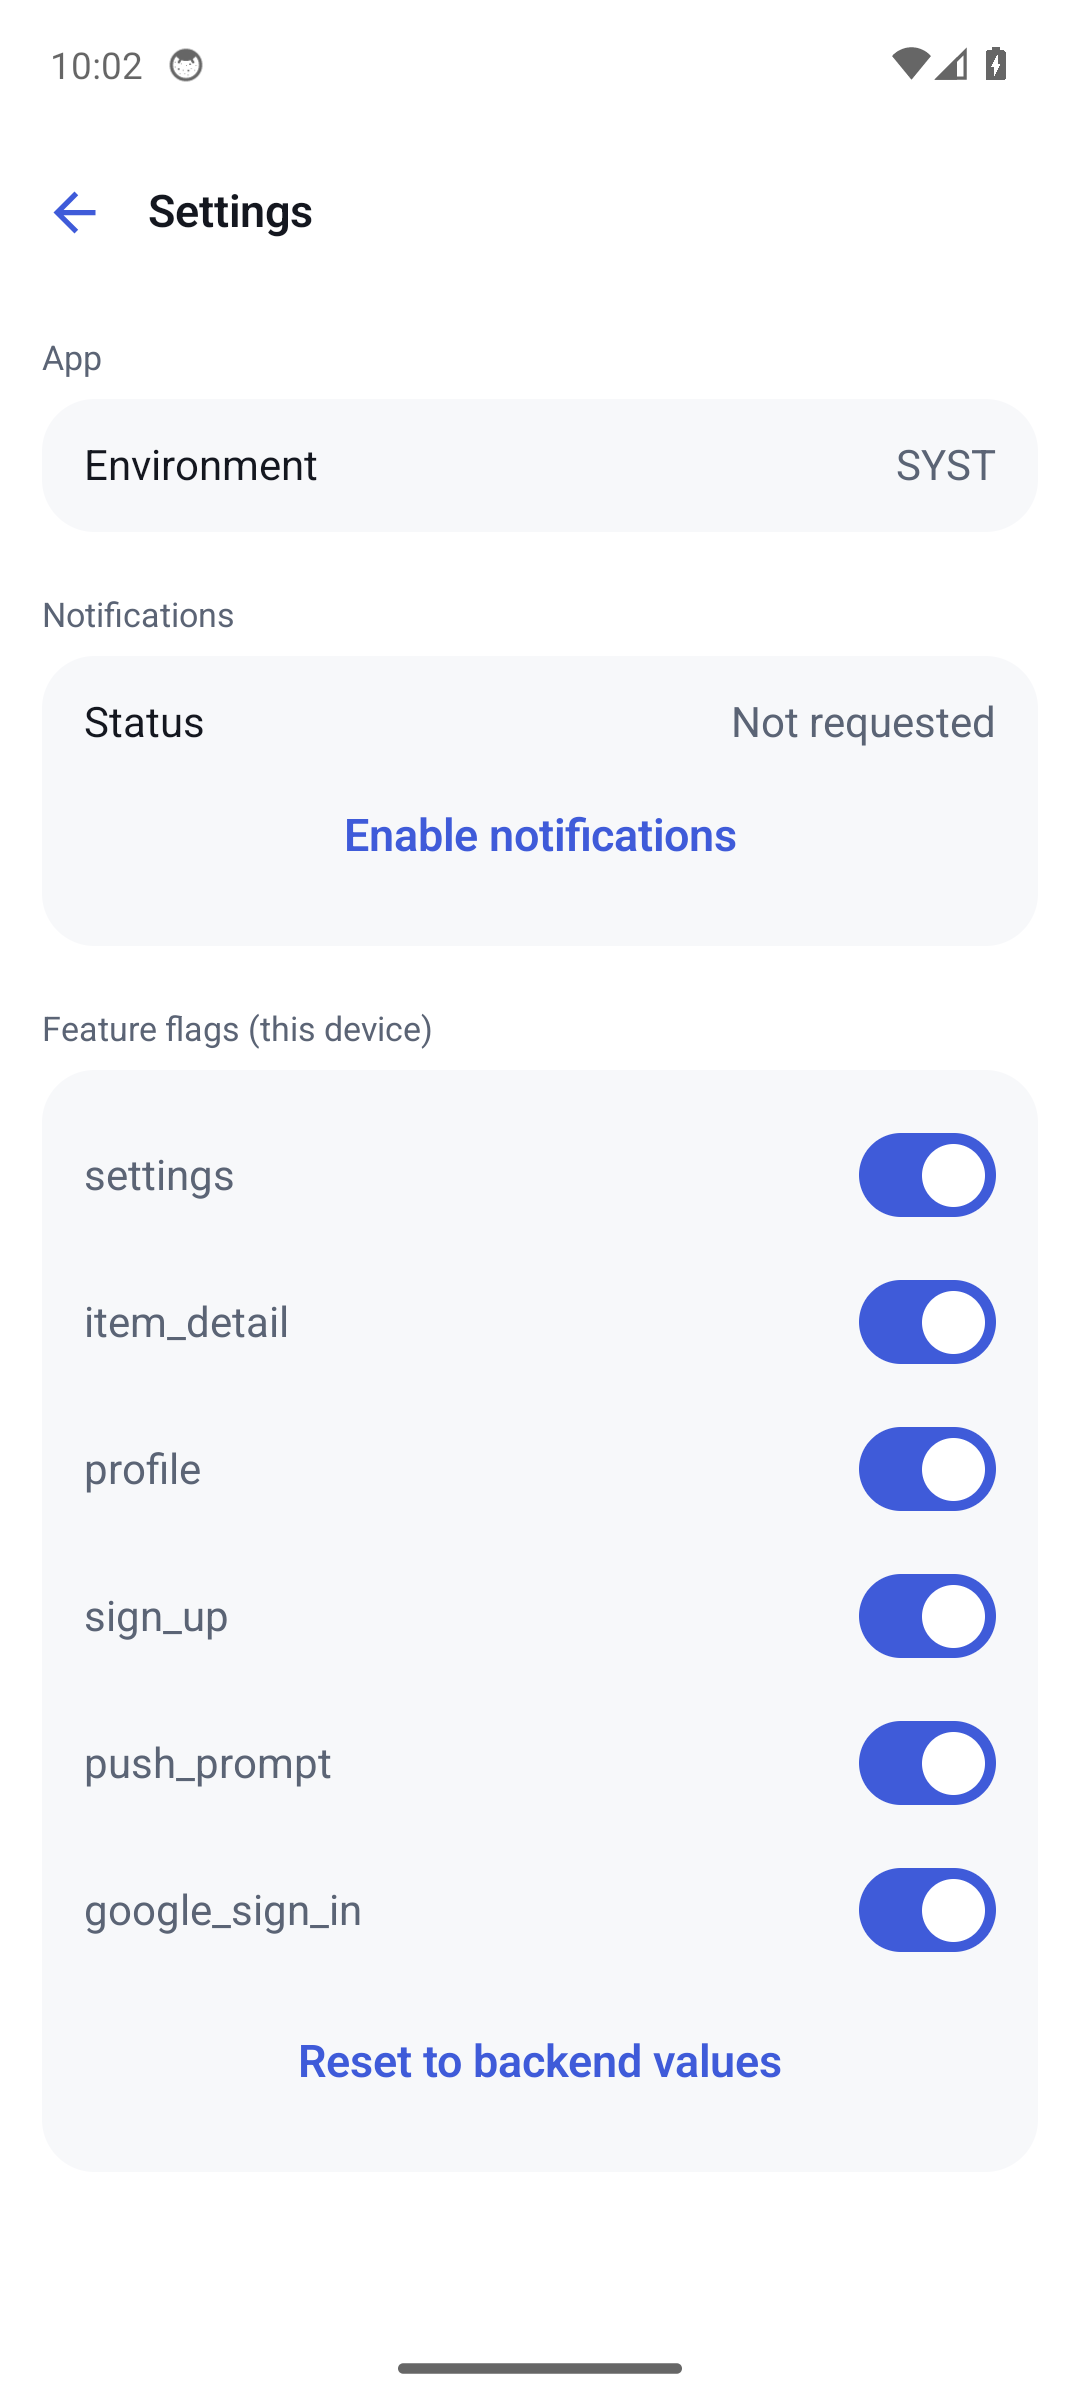 10:02
Settings
App
Environment SYST
Notifications
Status Not requested
Enable notifications
Feature flags (this device)
settings
item_detail
profile
sign_up
push_prompt
google_sign_in
Reset to backend values